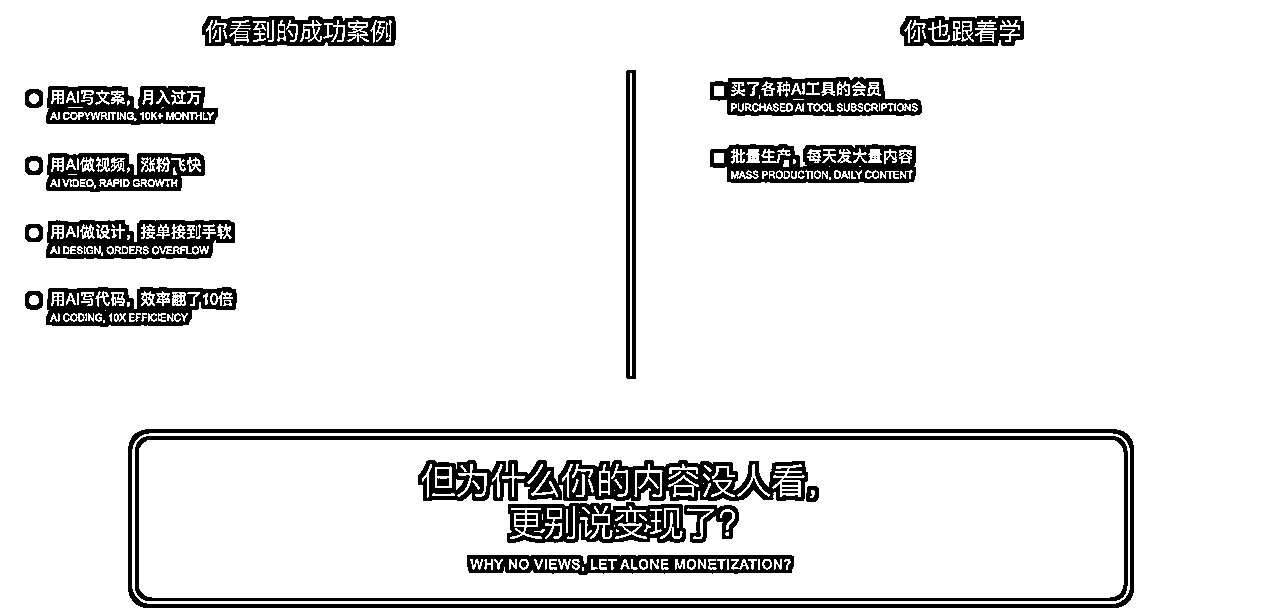 你看到的成功案例
用AI写文案，月入过万
AI COPYWRITING, 10K+ MONTHLY
用AI做视频，涨粉飞快
AI VIDEO, RAPID GROWTH
用AI做设计，接单接到手软
AI DESIGN, ORDERS OVERFLOW
用AI写代码，效率翻了10倍
AI CODING, 10X EFFICIENCY
你也跟着学
买了各种AI工具的会员
PURCHASED AI TOOL SUBSCRIPTIONS
批量生产，每天发大量内容
MASS PRODUCTION, DAILY CONTENT
但为什么你的内容没人看，
更别说变现了？
WHY NO VIEWS, LET ALONE MONETIZATION?